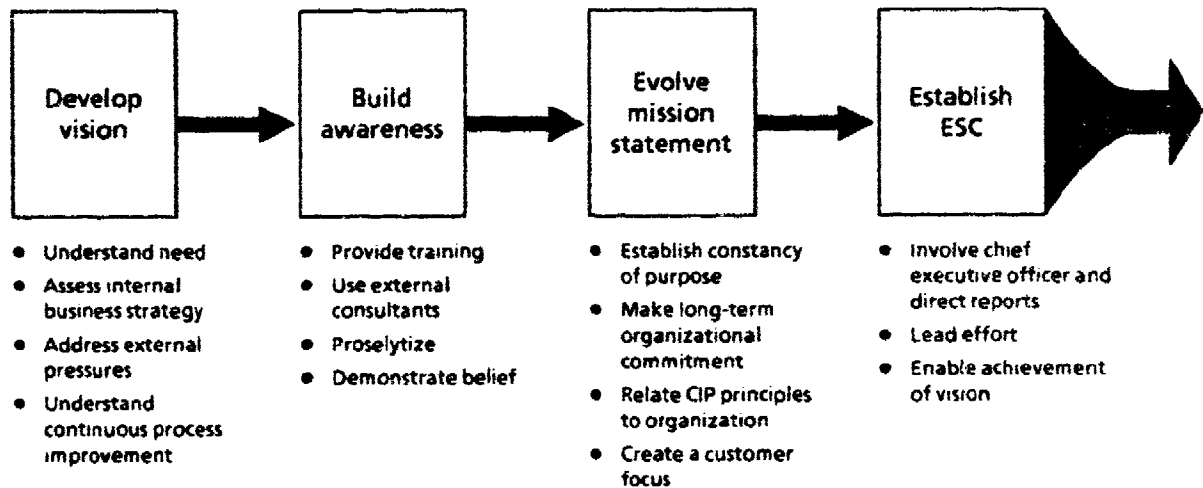 Develop
vision
Build
awareness
Evolve
mission
statement
Establish
ESC
● Understand need
● Assess internal
business strategy
● Address external
pressures
● Understand
continuous process
improvement
● Provide training
● Use external
consultants
● Proselytize
● Demonstrate belief
● Establish constancy
of purpose
● Make long-term
organizational
commitment
● Relate CIP principles
to organization
● Create a customer
focus
● Involve chief
executive officer and
direct reports
● Lead effort
● Enable achievement
of vision